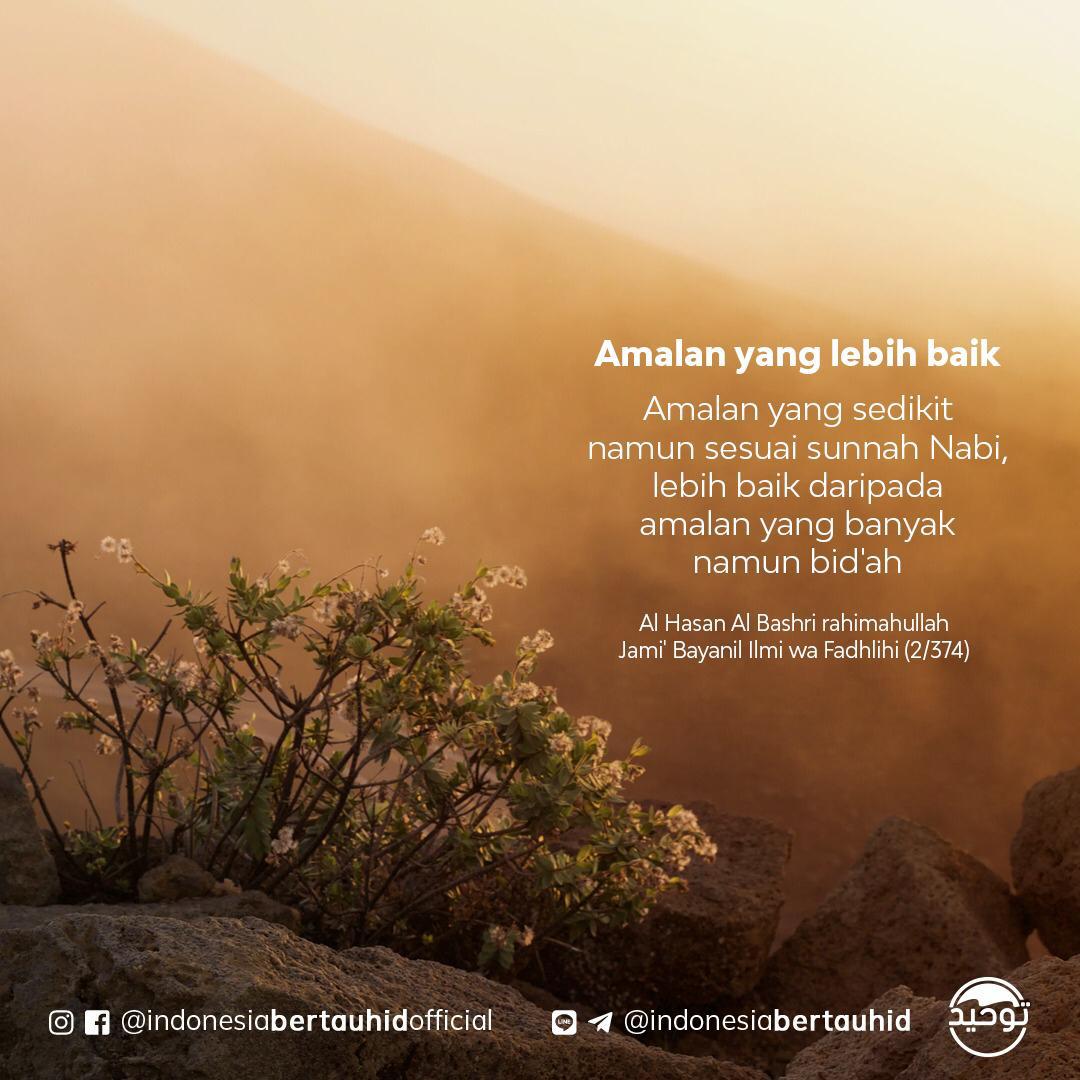 Amalan yang lebih baik
Amalan yang sedikit
namun sesuai sunnah Nabi,
lebih baik daripada
amalan yang banyak
namun bid'ah
Al Hasan Al Bashri rahimahullah
Jami' Bayanil Ilmi wa Fadhlihi (2/374)
@indonesiabertauhidofficial
LINE @indonesiabertauhid
توحيد